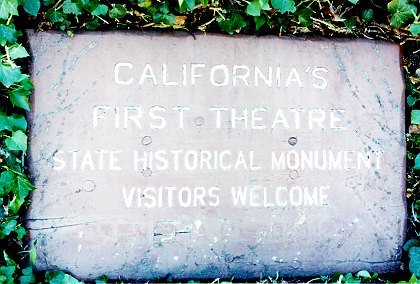 CALIFORNIA'S
FIRST THEATRE
STATE HISTORICAL MONUMENT
VISITORS WELCOME